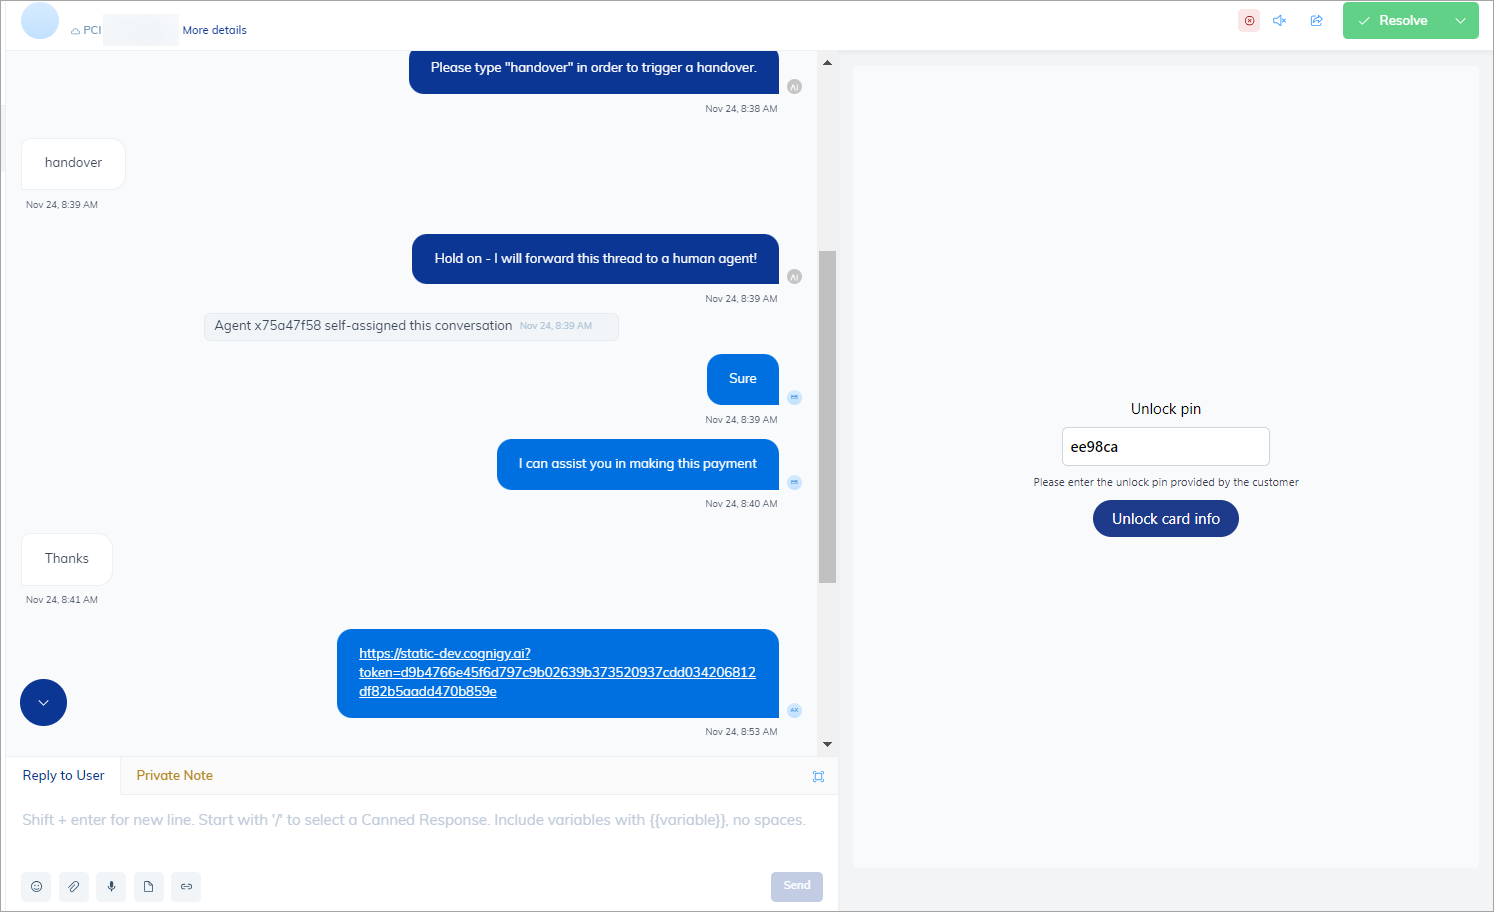 PCI
More details
Resolve
Please type "handover" in order to trigger a handover.
AI
Nov 24, 8:38 AM
handover
Nov 24, 8:39 AM
Hold on - I will forward this thread to a human agent!
AI
Nov 24, 8:39 AM
Agent x75a47f58 self-assigned this conversation Nov 24, 8:39 AM
Sure
Nov 24, 8:39 AM
I can assist you in making this payment
Nov 24, 8:40 AM
Thanks
Nov 24, 8:41 AM
https://static-dev.cognigy.ai?
token=d9b4766e45f6d797c9b02639b373520937cdd034206812
df82b5aadd470b859e
AX
Nov 24, 8:53 AM
Reply to User
Private Note
Shift + enter for new line. Start with '/' to select a Canned Response. Include variables with {{variable}}, no spaces.
Send
Unlock pin
ee98ca
Please enter the unlock pin provided by the customer
Unlock card info